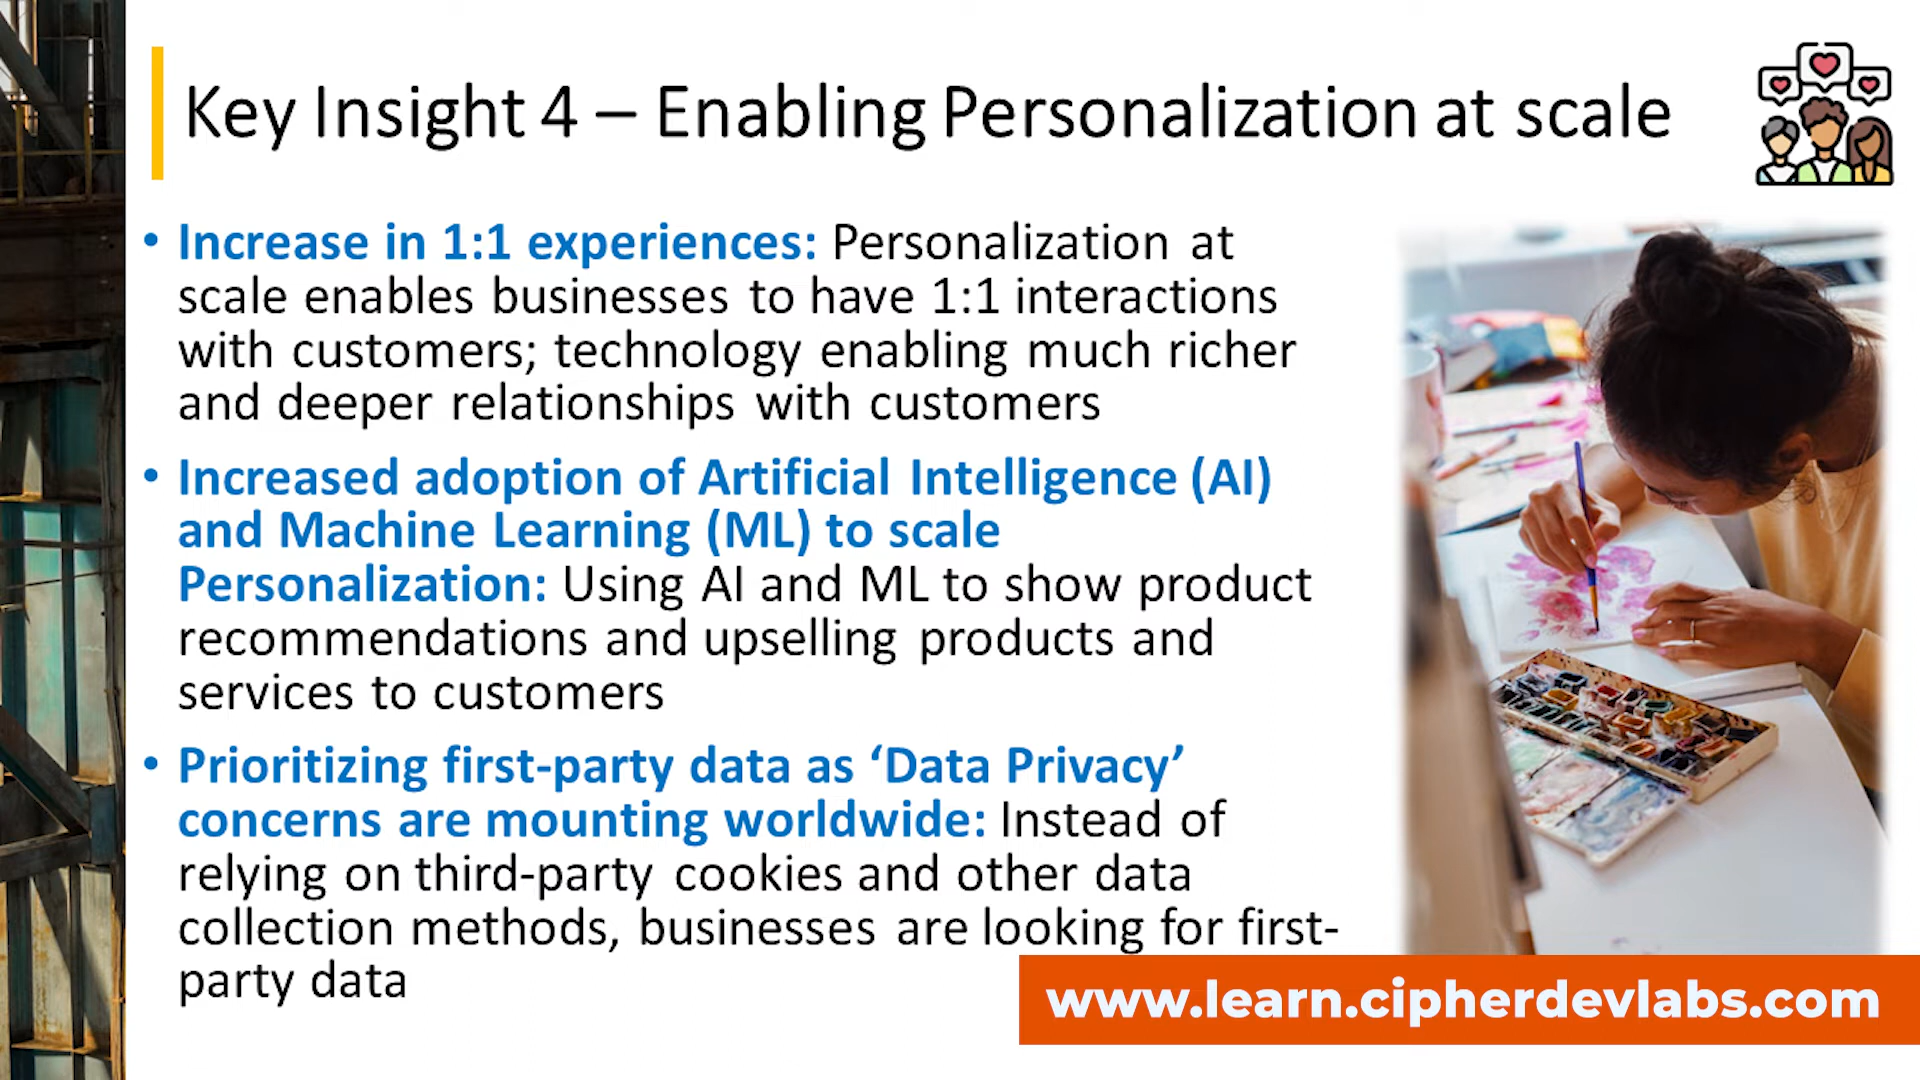 Key Insight 4 – Enabling Personalization at scale
• Increase in 1:1 experiences: Personalization at
scale enables businesses to have 1:1 interactions
with customers; technology enabling much richer
and deeper relationships with customers
• Increased adoption of Artificial Intelligence (AI)
and Machine Learning (ML) to scale
Personalization: Using AI and ML to show product
recommendations and upselling products and
services to customers
• Prioritizing first-party data as ‘Data Privacy’
concerns are mounting worldwide: Instead of
relying on third-party cookies and other data
collection methods, businesses are looking for first-
party data
www.learn.cipherdevlabs.com